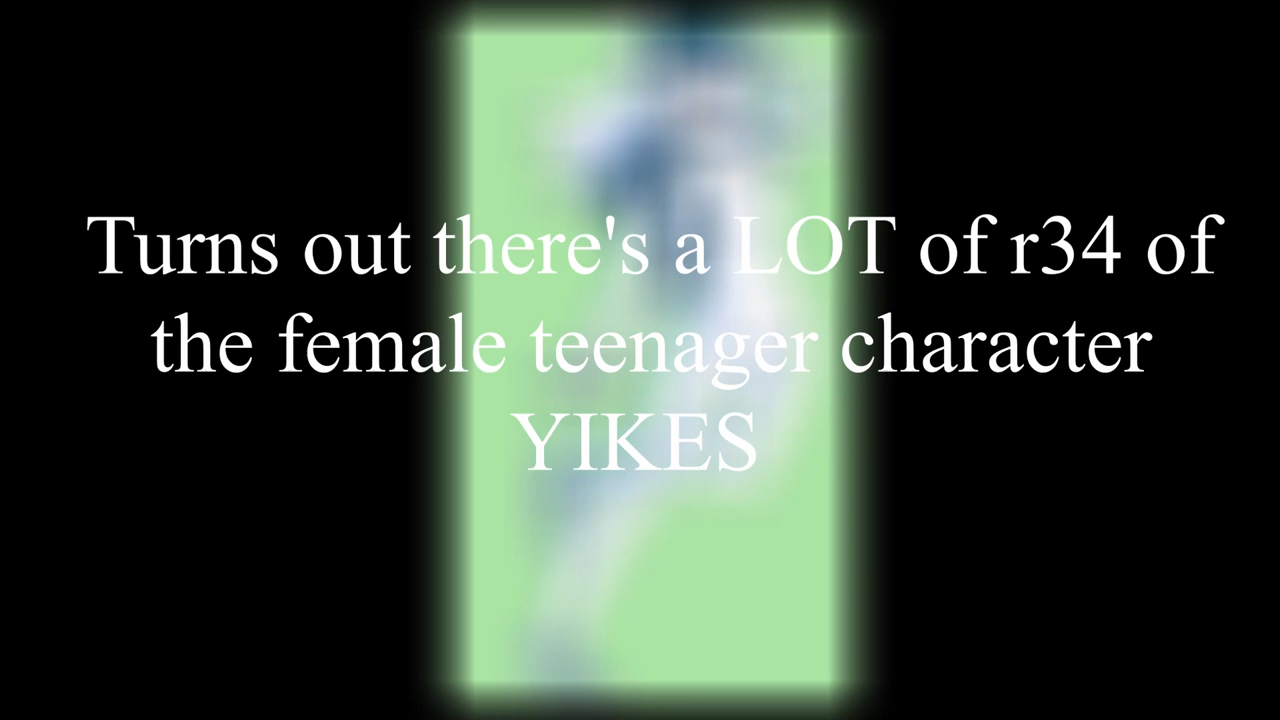 Turns out there's a LOT of r34 of
the female teenager character
YIKES